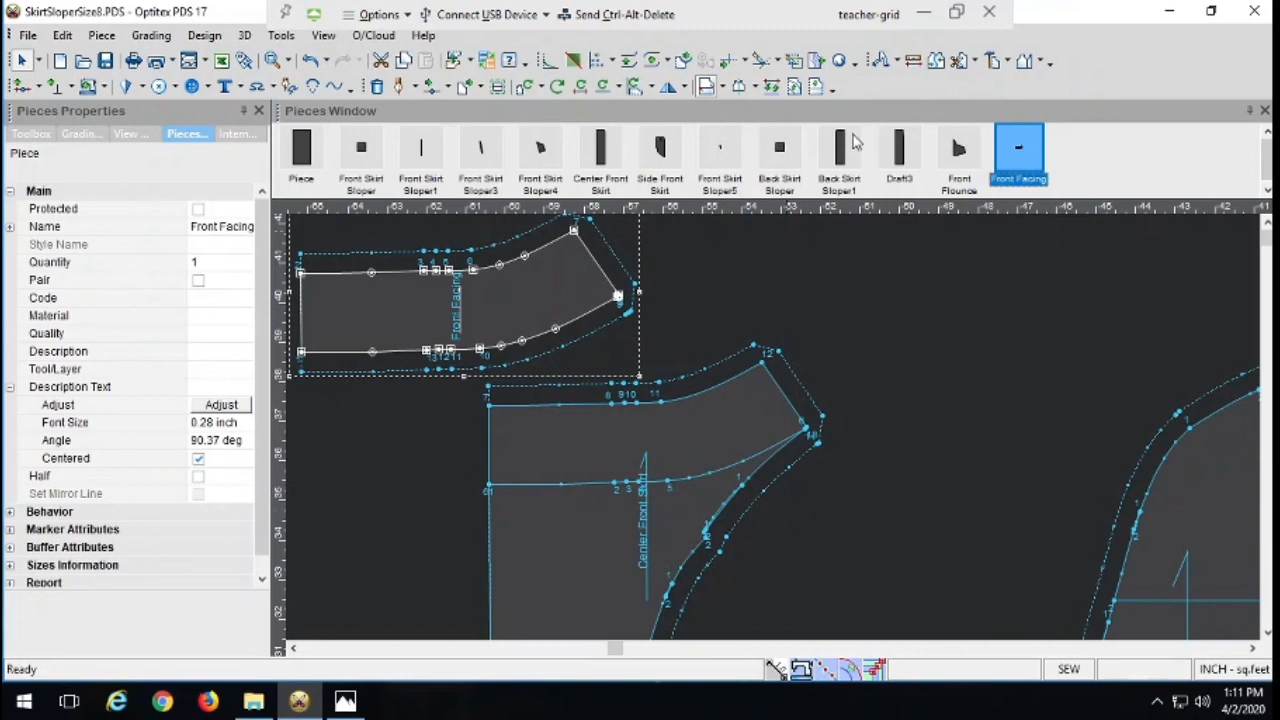 SkirtSloperSize8.PDS - Optitex PDS 17
Options
Connect USB Device
Send Ctrl-Alt-Delete
teacher-grid
File Edit Piece Grading Design 3D Tools View O/Cloud Help
Pieces Properties
Pieces Window
Toolbox Gradin... View ... Pieces... Intern...
Piece
Main
Protected
Name Front Facing
Style Name
Quantity 1
Pair
Code
Material
Quality
Description
Tool/Layer
Description Text
Adjust Adjust
Font Size 0.28 inch
Angle 90.37 deg
Centered
Half
Set Mirror Line
Behavior
Marker Attributes
Buffer Attributes
Sizes Information
Report
Piece
Front Skirt Sloper
Front Skirt Sloper1
Front Skirt Sloper3
Front Skirt Sloper4
Center Front Skirt
Side Front Skirt
Front Skirt Sloper5
Back Skirt Sloper
Back Skirt Sloper1
Draft3
Front Flounce
Front Facing
Front Facing
Center Front Skirt
Ready
SEW
INCH - sq.feet
1:11 PM
4/2/2020